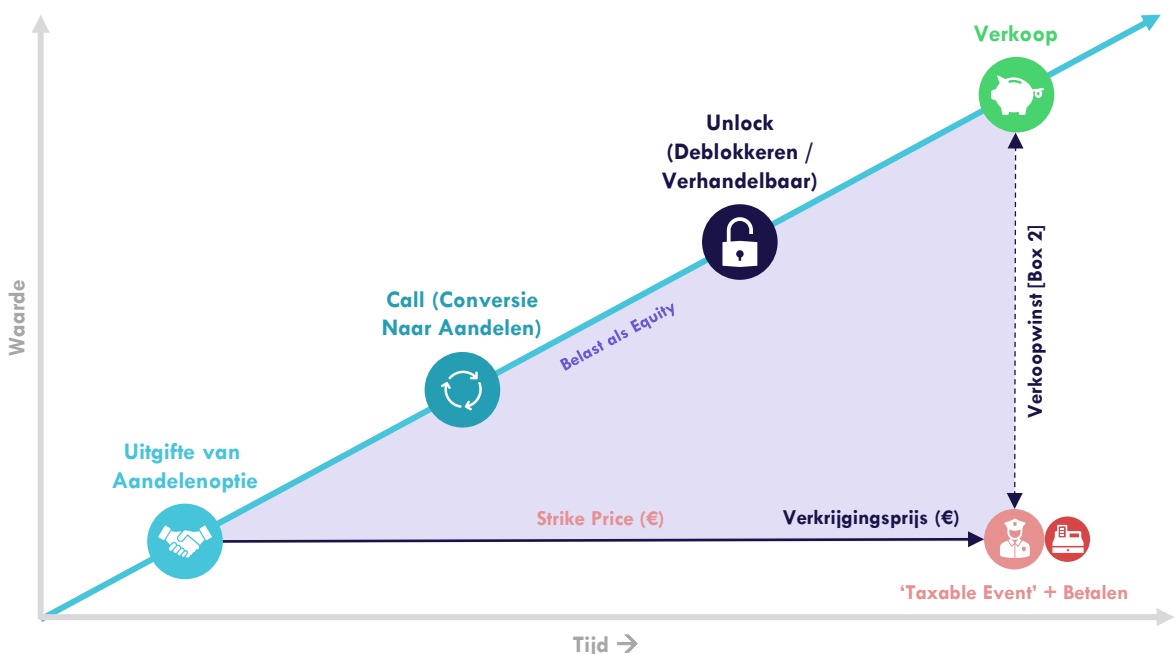 Verkoop
Unlock
(Deblokkeren /
Verhandelbaar)
Call (Conversie
Naar Aandelen)
Belast als Equity
Verkoopwinst [Box 2]
Waarde
Uitgifte van
Aandelenoptie
Strike Price (€)
Verkrijgingsprijs (€)
‘Taxable Event’ + Betalen
Tijd →